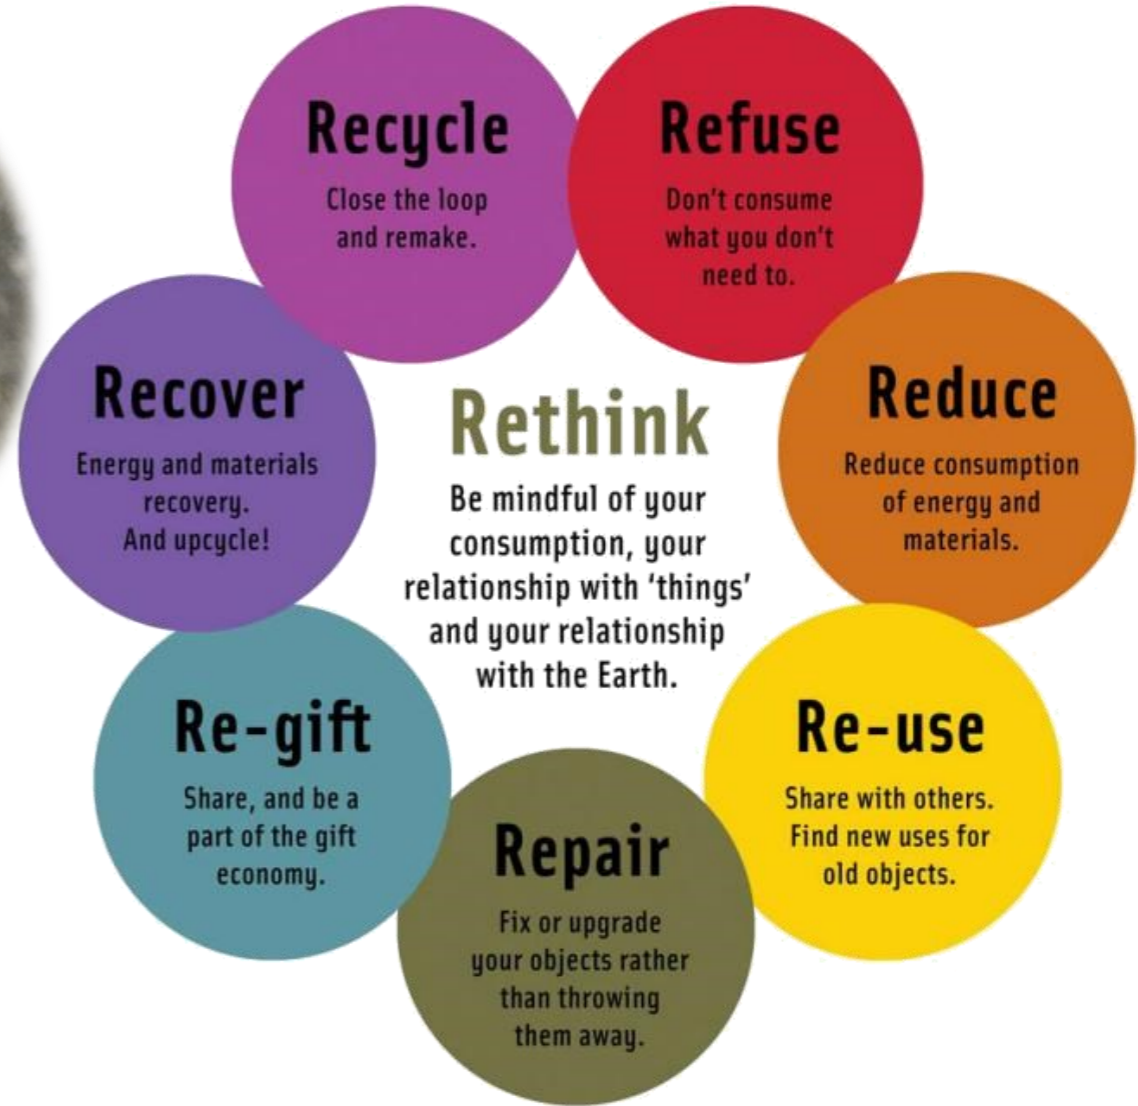 Recycle
Close the loop
and remake.
Refuse
Don't consume
what you don't
need to.
Reduce
Reduce consumption
of energy and
materials.
Re-use
Share with others.
Find new uses for
old objects.
Repair
Fix or upgrade
your objects rather
than throwing
them away.
Re-gift
Share, and be a
part of the gift
economy.
Recover
Energy and materials
recovery.
And upcycle!
Rethink
Be mindful of your
consumption, your
relationship with ‘things’
and your relationship
with the Earth.